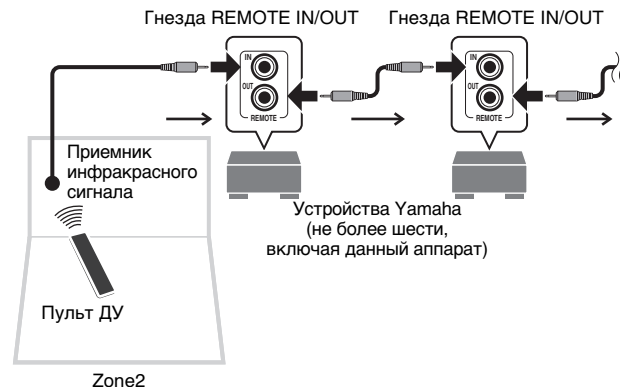 Гнезда REMOTE IN/OUT
Гнезда REMOTE IN/OUT
IN
OUT
REMOTE
IN
OUT
REMOTE
Приемник
инфракрасного
сигнала
Устройства Yamaha
(не более шести,
включая данный аппарат)
Пульт ДУ
Zone2